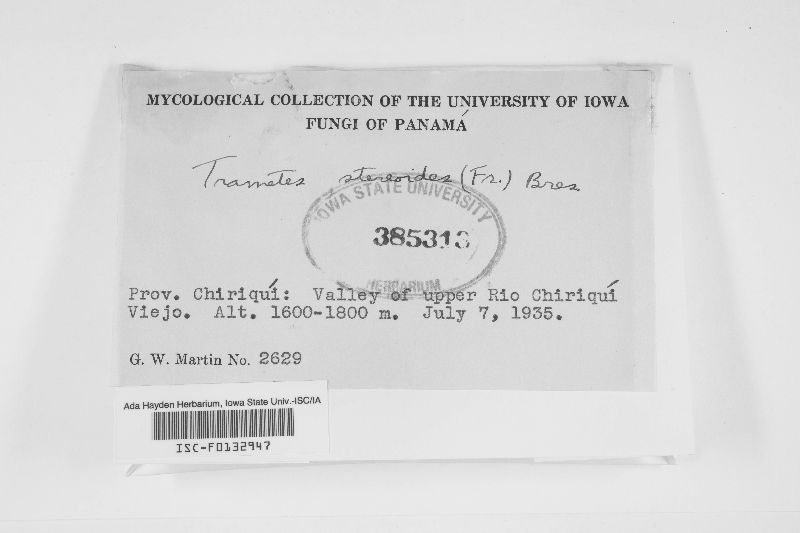 MYCOLOGICAL COLLECTION OF THE UNIVERSITY OF IOWA
FUNGI OF PANAMÁ
Trametes stereoides (Fr.) Bres.
IOWA STATE UNIVERSITY
385313
HERBARIUM
Prov. Chiriquí: Valley of upper Rio Chiriquí
Viejo. Alt. 1600-1800 m. July 7, 1935.
G. W. Martin No. 2629
Ada Hayden Herbarium, Iowa State Univ.-ISC/IA
ISC-F0132947